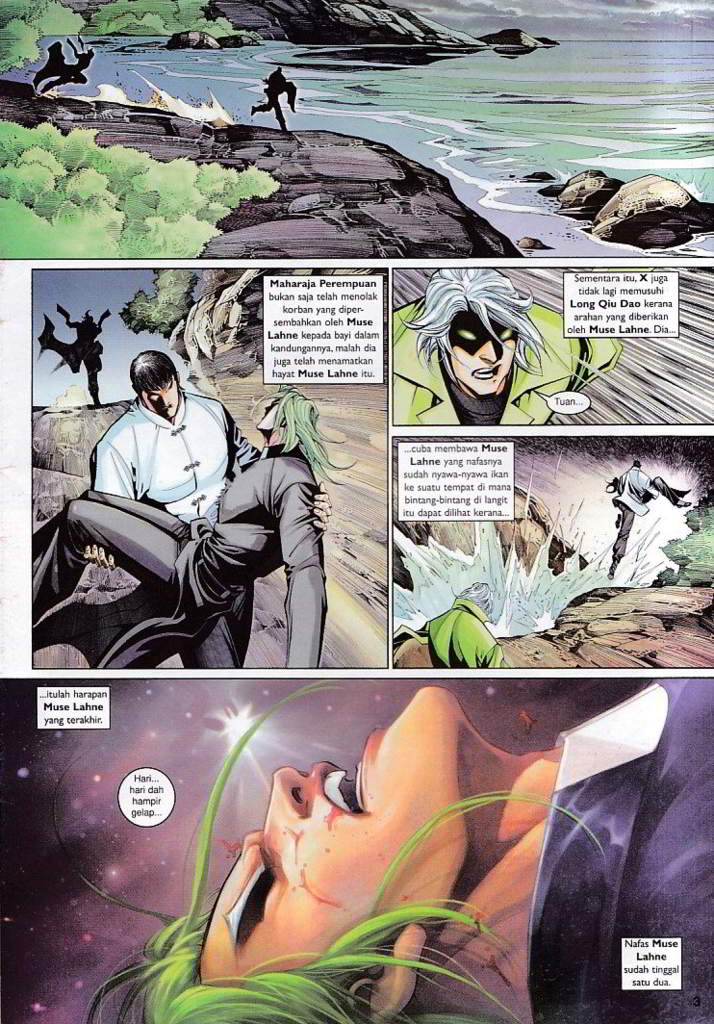 Maharaja Perempuan
bukan saja telah menolak
korban yang diper-
sembahkan oleh Muse
Lahne kepada bayi dalam
kandungannya, malah dia
juga telah menamatkan
hayat Muse Lahne itu.
Sementara itu, X juga
tidak lagi memusuhi
Long Qiu Dao kerana
arahan yang diberikan
oleh Muse Lahne. Dia...
Tuan...
...cuba membawa Muse
Lahne yang nafasnya
sudah nyawa-nyawa ikan
ke suatu tempat di mana
bintang-bintang di langit
dapat dilihat kerana...
...itulah harapan
Muse Lahne
yang terakhir.
Hari...
hari dah
hampir
gelap...
Nafas Muse
Lahne
sudah tinggal
satu dua.
3